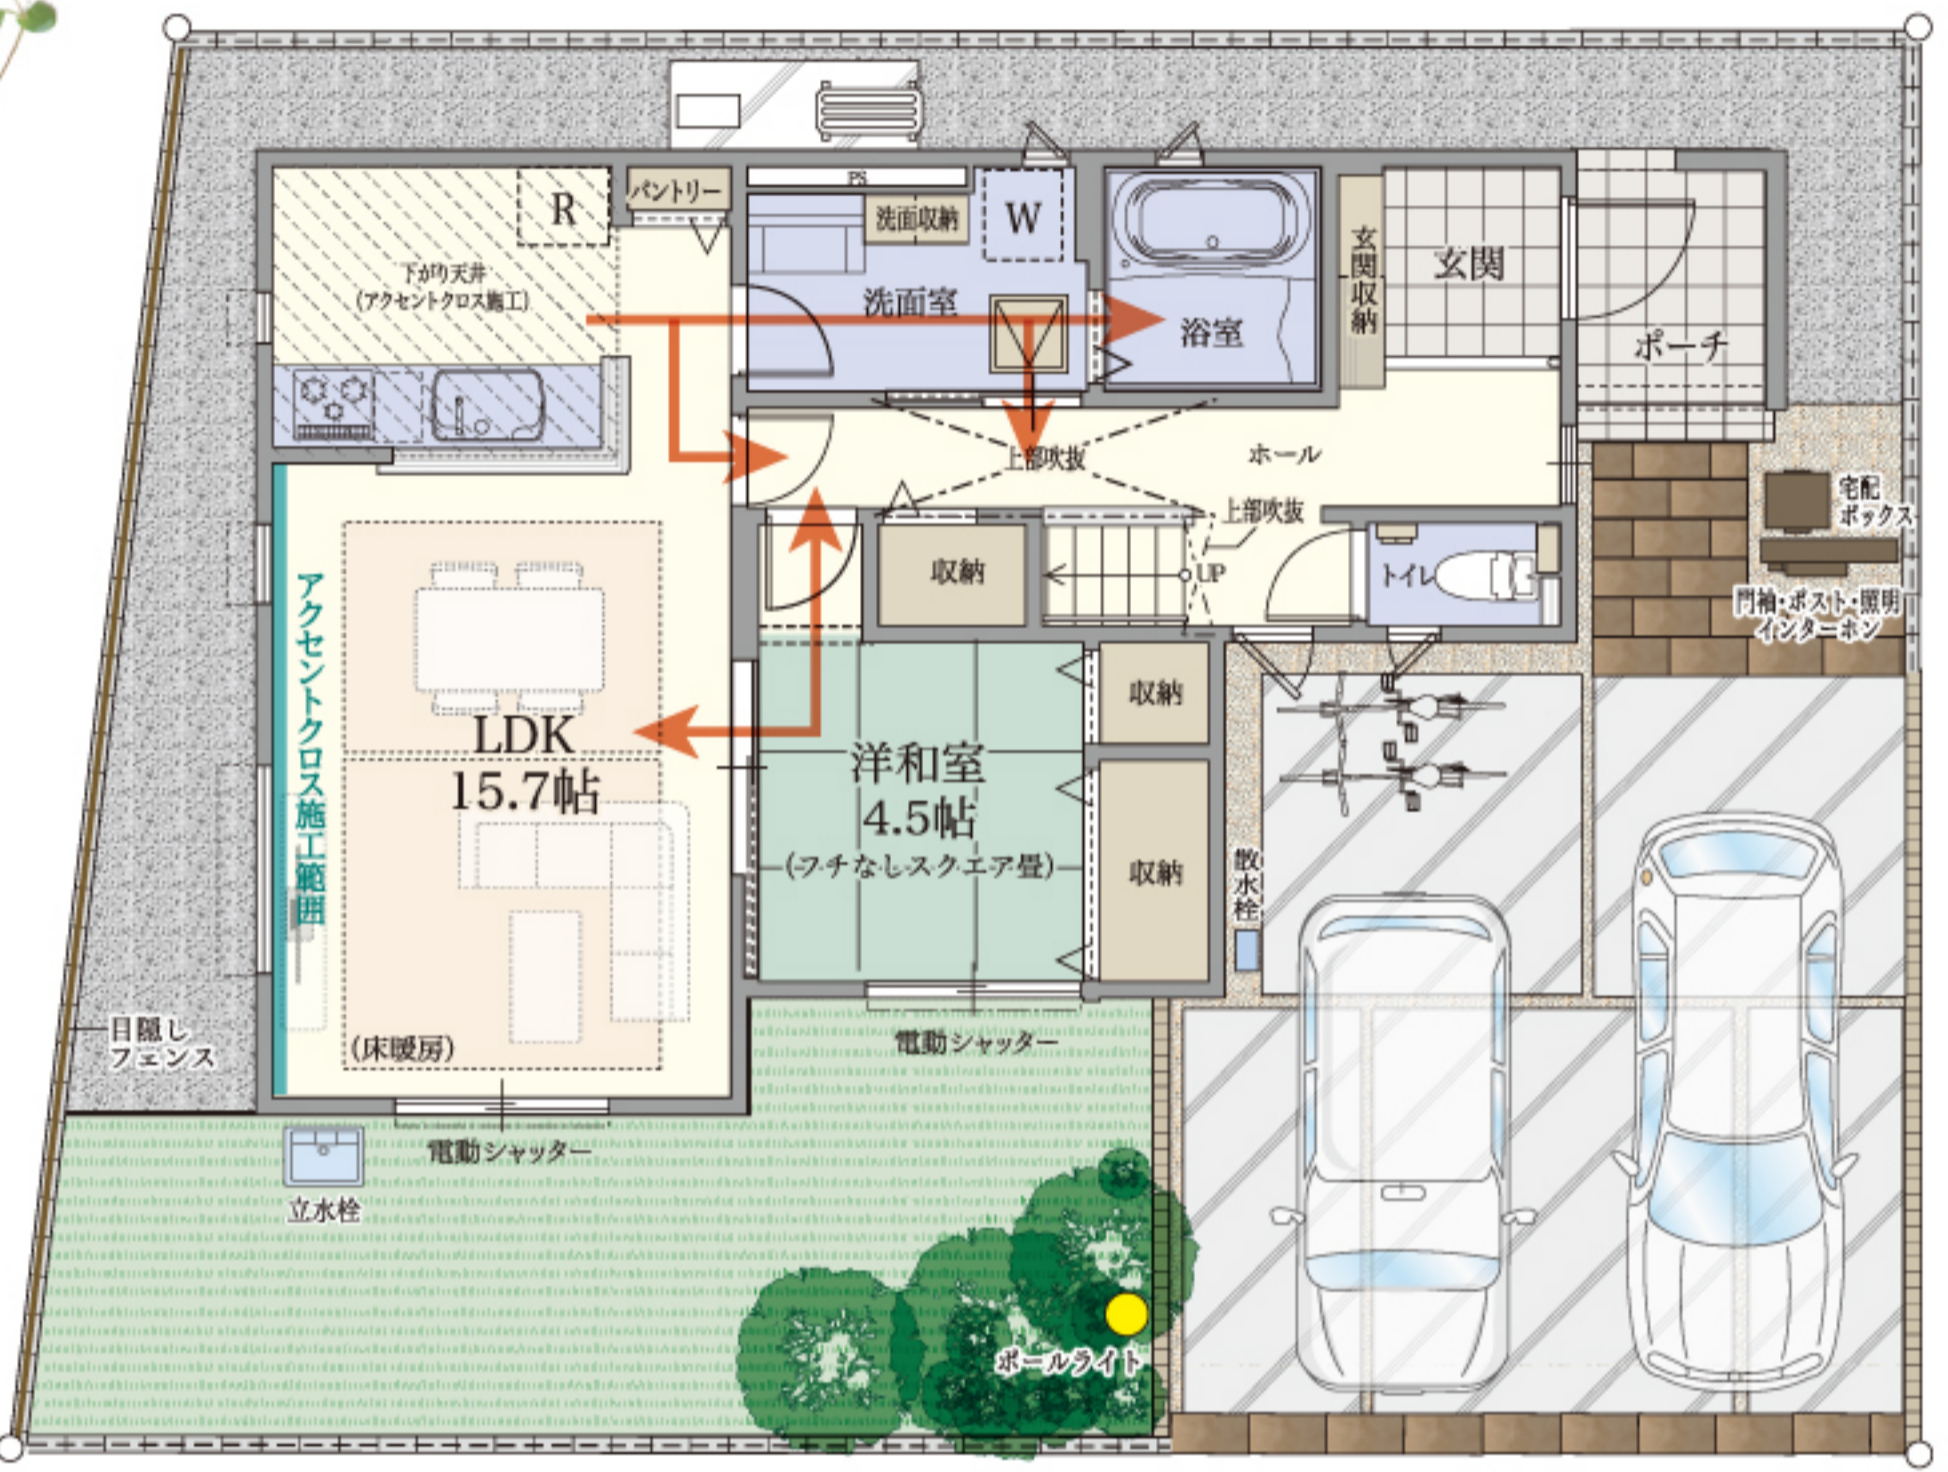 PS
R
パントリー
洗面収納
W
下がり天井
(アクセントクロス施工)
洗面室
浴室
玄関収納
玄関
ポーチ
上部吹抜
ホール
上部吹抜
宅配
ボックス
収納
UP
トイレ
門袖・ポスト・照明
インターホン
アクセントクロス施工範囲
LDK
15.7帖
洋和室
4.5帖
(フチなしスクエア畳)
収納
収納
散水栓
目隠し
フェンス
(床暖房)
電動シャッター
電動シャッター
立水栓
ポールライト